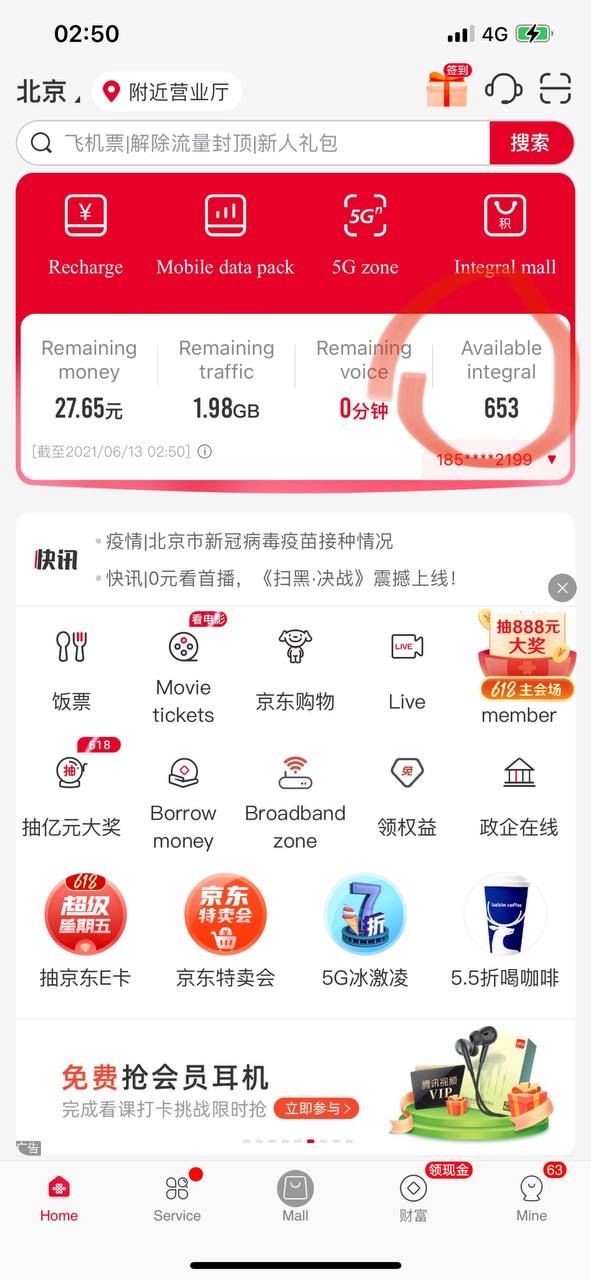 02:50
4G
北京
附近营业厅
签到
飞机票|解除流量封顶|新人礼包
搜索
¥
5Gⁿ
积
Recharge
Mobile data pack
5G zone
Integral mall
Remaining money
Remaining traffic
Remaining voice
Available integral
27.65元
1.98GB
0分钟
653
[截至2021/06/13 02:50]
185****2199
快讯
疫情|北京市新冠病毒疫苗接种情况
快讯|0元看首播，《扫黑·决战》震撼上线！
看电影
LIVE
抽888元
大奖
618 主会场
饭票
Movie tickets
京东购物
Live
member
618
抽
免
抽亿元大奖
Borrow money
Broadband zone
领权益
政企在线
618
超级
星期五
京东
特卖会
7折
luckin coffee
抽京东E卡
京东特卖会
5G冰激凌
5.5折喝咖啡
免费抢会员耳机
完成看课打卡挑战限时抢
立即参与>
腾讯视频
VIP
广告
领现金
63
Home
Service
Mall
财富
Mine